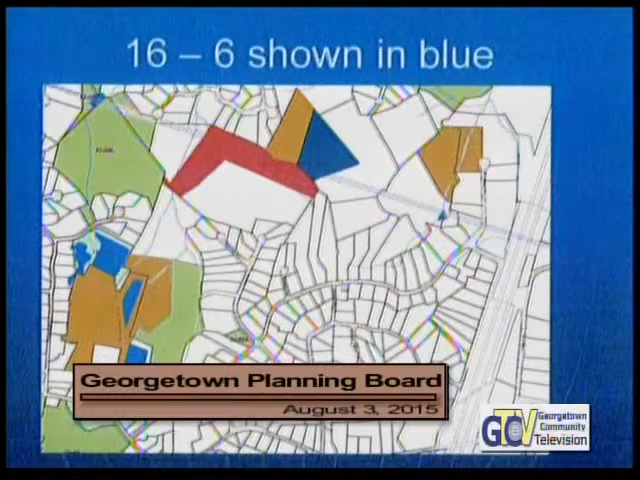 16 – 6 shown in blue
Georgetown Planning Board
August 3, 2015
GCTV
Georgetown
Community
Television